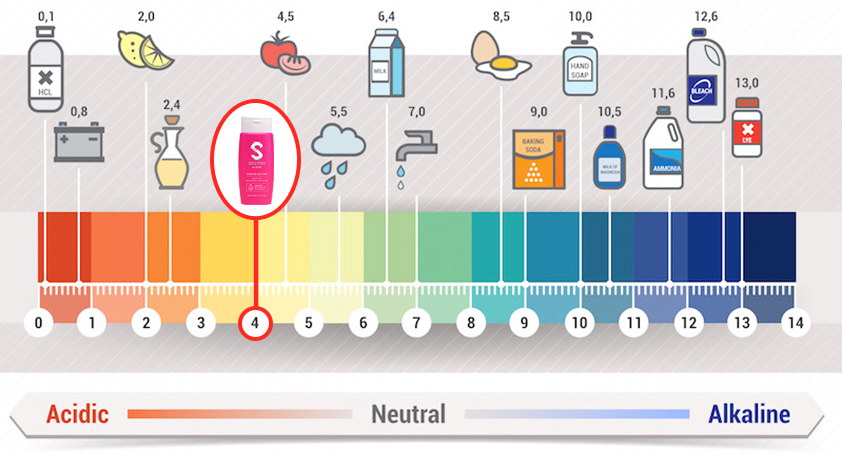 0,1
2,0
4,5
6,4
8,5
10,0
12,6
0,8
2,4
5,5
7,0
9,0
10,5
11,6
13,0
HCL
MILK
HAND
SOAP
BLEACH
BAKING
SODA
MILK OF
MAGNESIA
AMMONIA
LYE
S
0
1
2
3
4
5
6
7
8
9
10
11
12
13
14
Acidic
Neutral
Alkaline